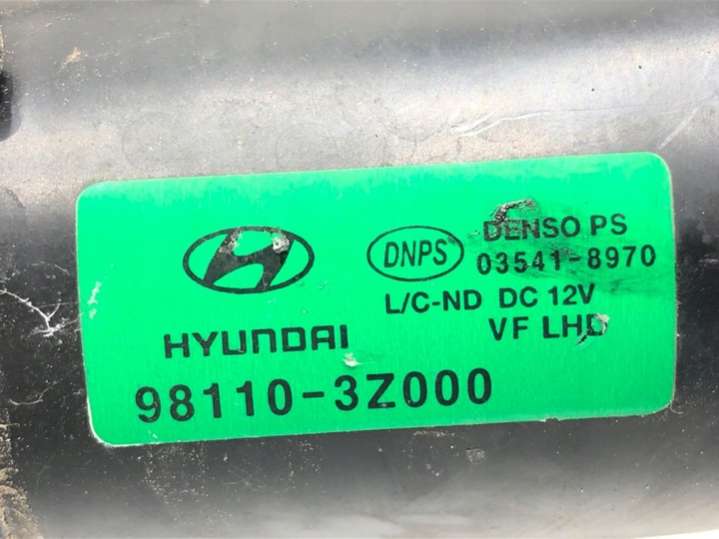 HYUNDAI
98110-3Z000
DNPS
DENSO PS
03541-8970
L/C-ND DC 12V
VF LHD